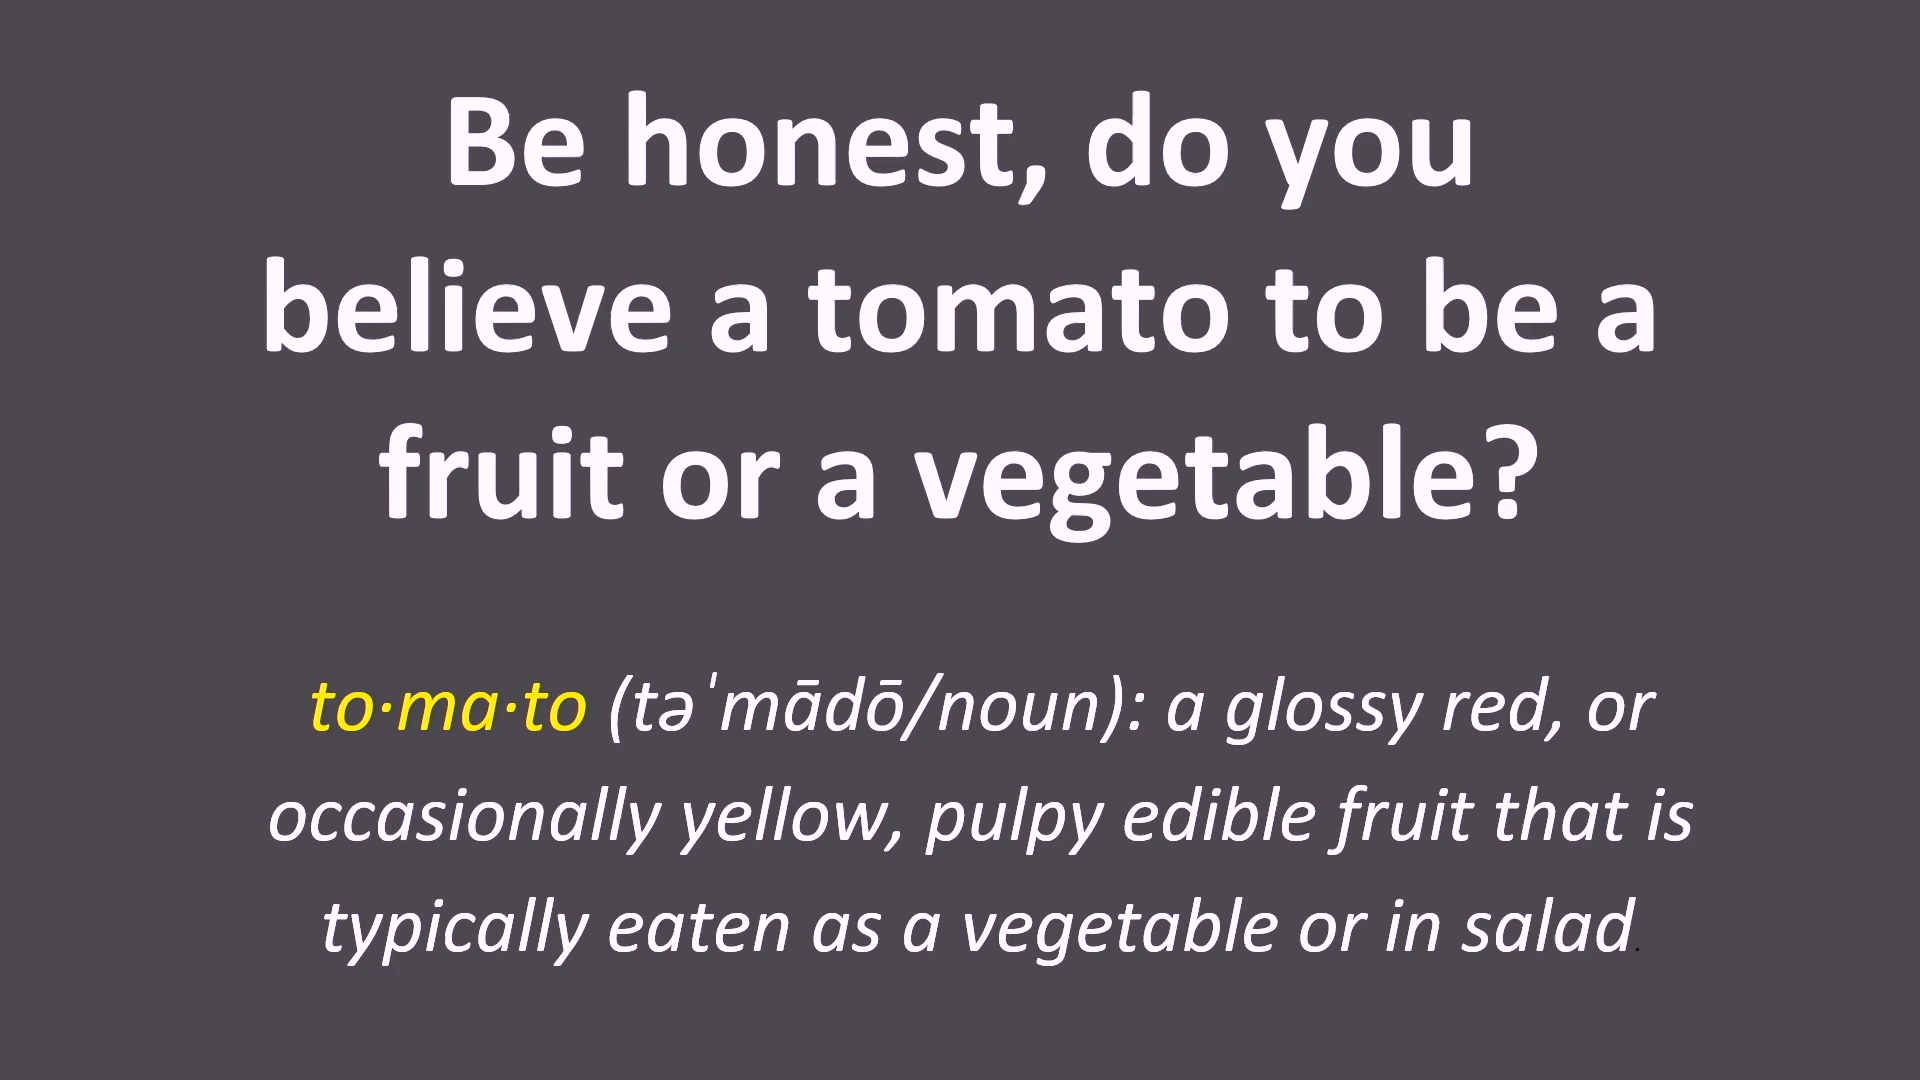 Be honest, do you
believe a tomato to be a
fruit or a vegetable?
to·ma·to (təˈmādō/noun): a glossy red, or
occasionally yellow, pulpy edible fruit that is
typically eaten as a vegetable or in salad.